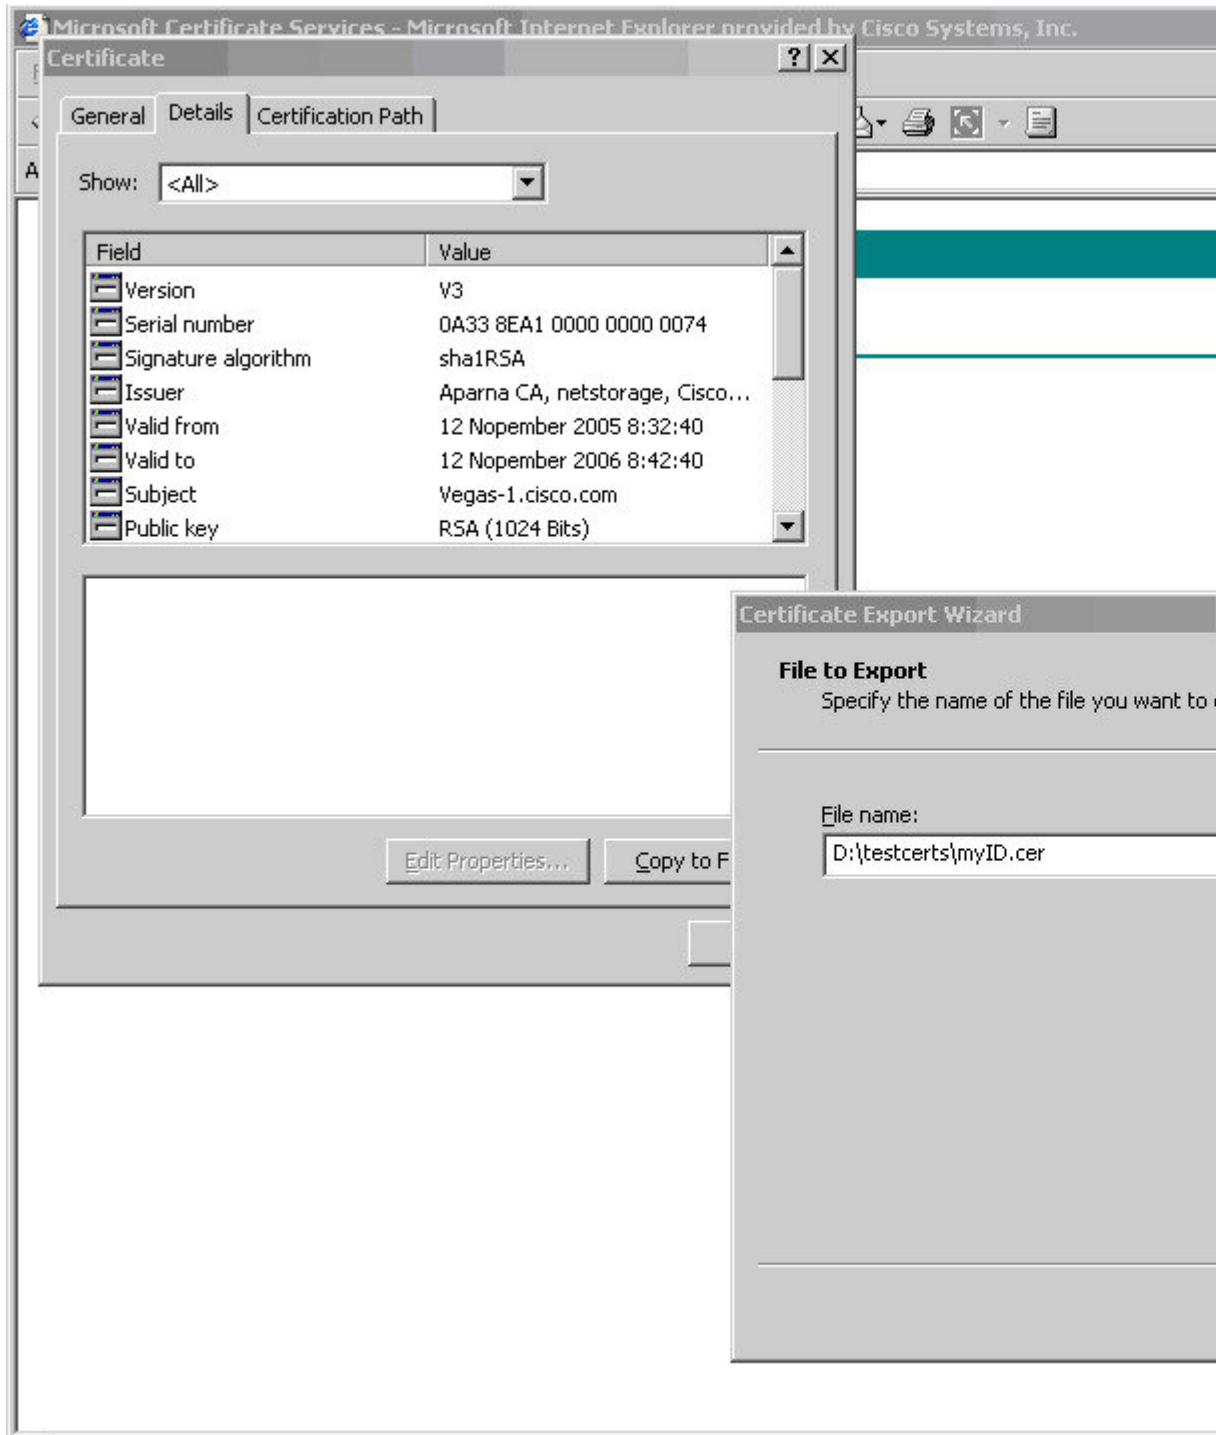 Microsoft Certificate Services - Microsoft Internet Explorer provided by Cisco Systems, Inc.
Certificate
General Details Certification Path
A
Show: <All>
Field Value
Version V3
Serial number 0A33 8EA1 0000 0000 0074
Signature algorithm sha1RSA
Issuer Aparna CA, netstorage, Cisco...
Valid from 12 Nopember 2005 8:32:40
Valid to 12 Nopember 2006 8:42:40
Subject Vegas-1.cisco.com
Public key RSA (1024 Bits)
Edit Properties... Copy to F
Certificate Export Wizard
File to Export
Specify the name of the file you want to
File name:
D:\testcerts\myID.cer